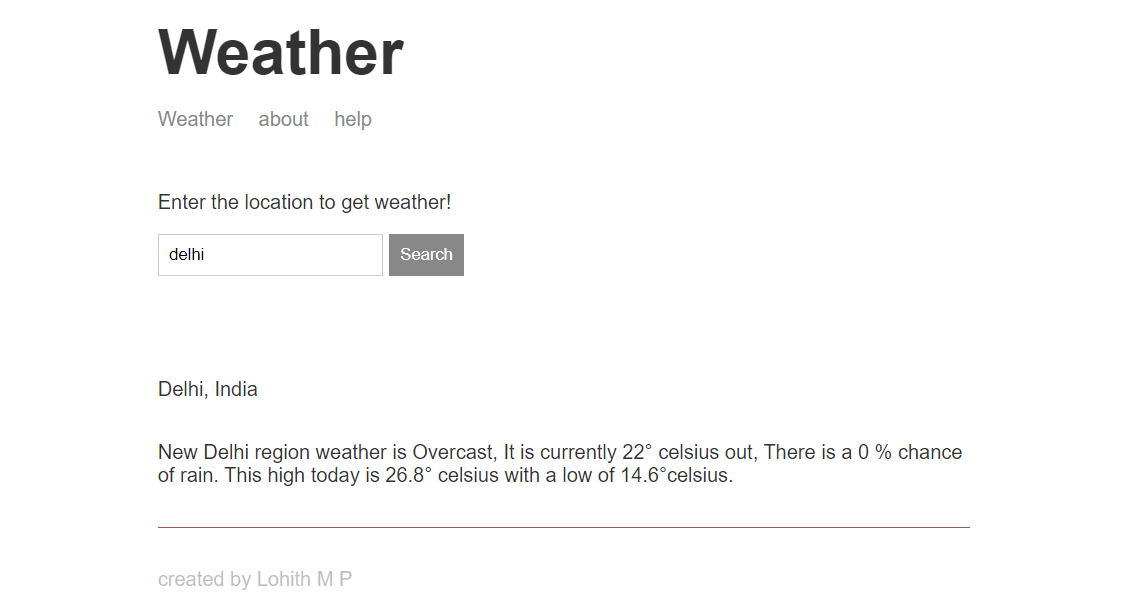 Weather
Weather about help
Enter the location to get weather!
delhi Search
Delhi, India
New Delhi region weather is Overcast, It is currently 22° celsius out, There is a 0 % chance
of rain. This high today is 26.8° celsius with a low of 14.6°celsius.
created by Lohith M P